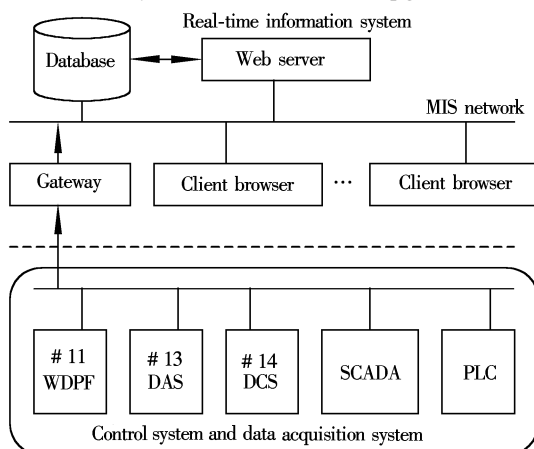 Real-time information system
Database
Web server
MIS network
Gateway
Client browser
...
Client browser
# 11
WDPF
# 13
DAS
# 14
DCS
SCADA
PLC
Control system and data acquisition system